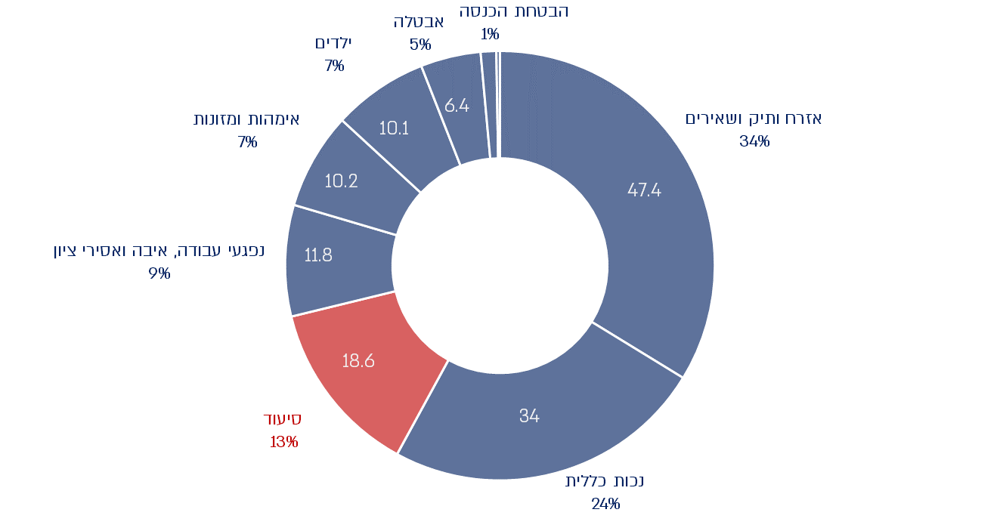 הבטחת הכנסה
1%
אבטלה
5%
ילדים
7%
אימהות ומזונות
7%
נפגעי עבודה, איבה ואסירי ציון
9%
סיעוד
13%
נכות כללית
24%
אזרח ותיק ושאירים
34%
6.4
10.1
10.2
11.8
18.6
34
47.4